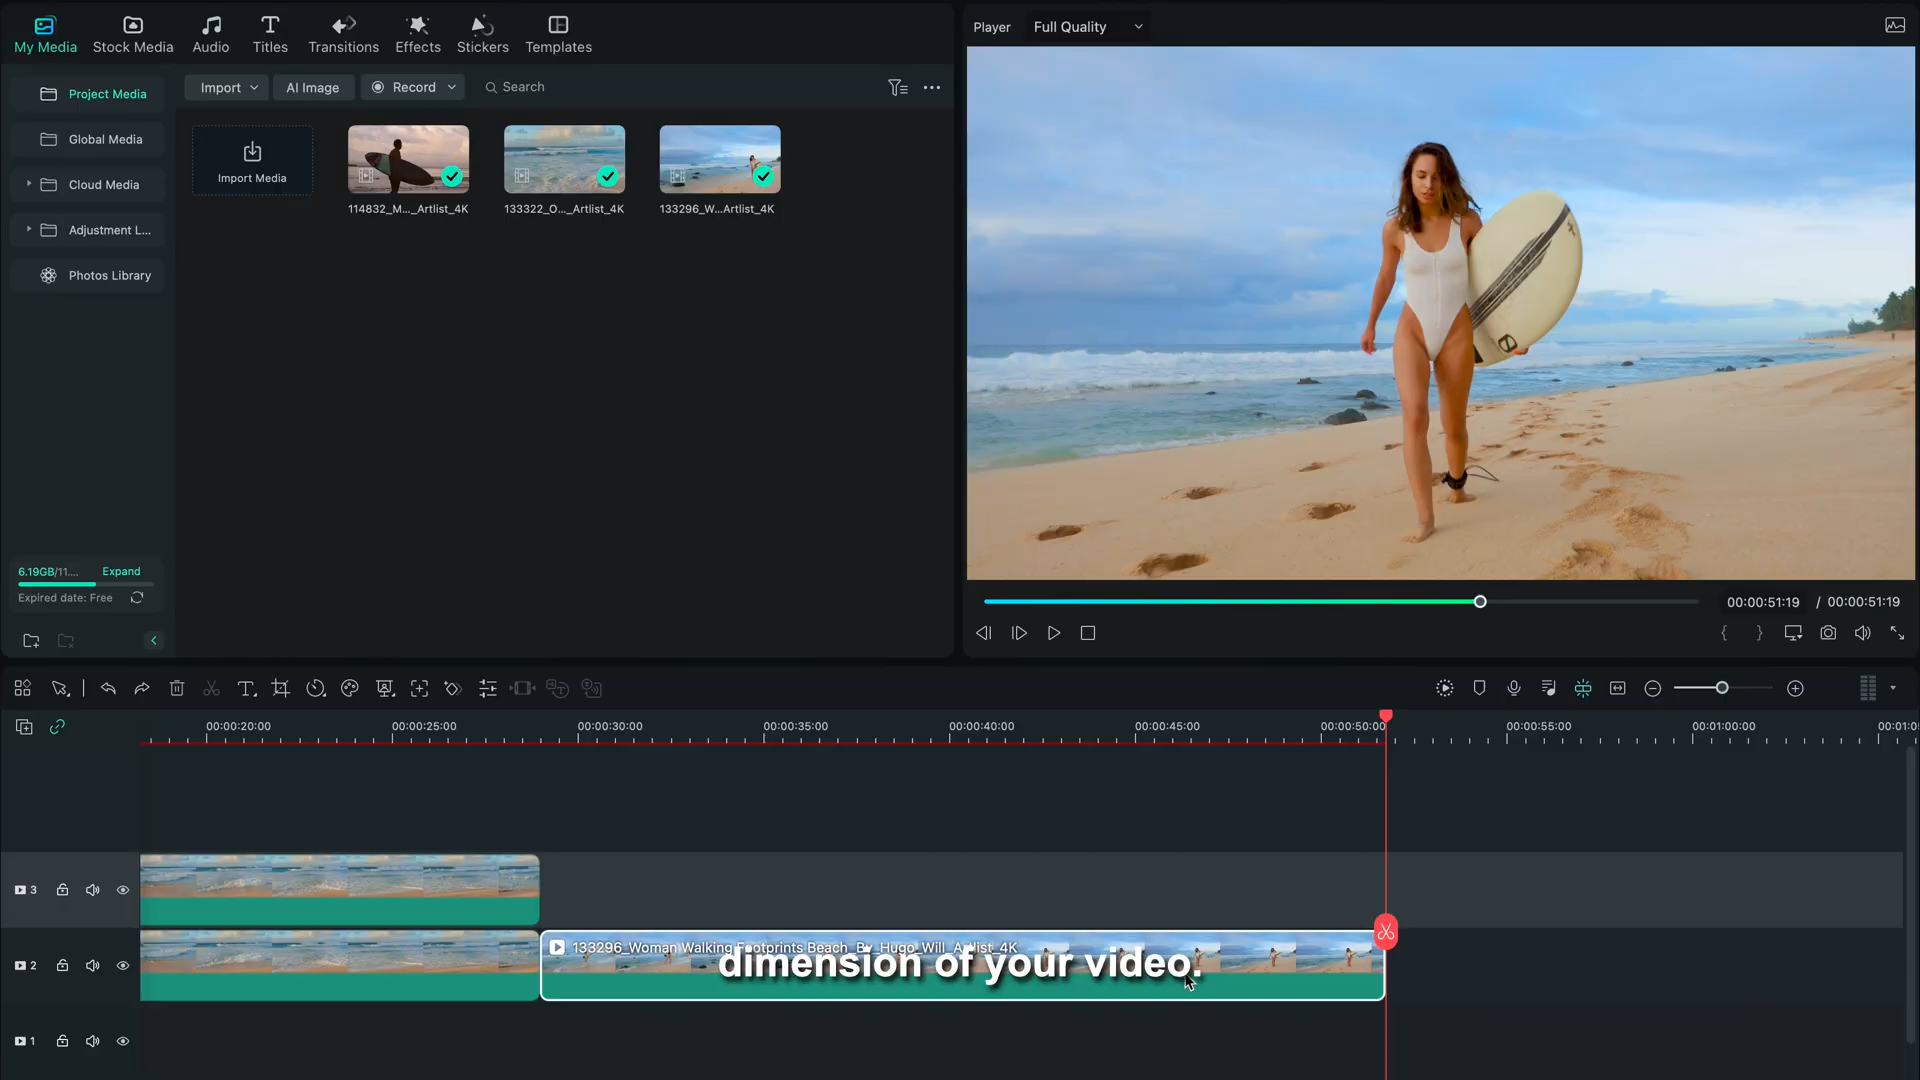 My Media
Stock Media
Audio
Titles
Transitions
Effects
Stickers
Templates
Project Media
Global Media
Cloud Media
Adjustment L...
Photos Library
6.19GB/11....
Expand
Expired date: Free
Import
AI Image
Record
Search
Import Media
114832_M..._Artlist_4K
133322_O..._Artlist_4K
133296_W...Artlist_4K
Player
Full Quality
00:00:51:19 / 00:00:51:19
00:00:20:00
00:00:25:00
00:00:30:00
00:00:35:00
00:00:40:00
00:00:45:00
00:00:50:00
00:00:55:00
00:01:00:00
00:01:0
3
2
133296_Woman Walking Footprints Beach_By_Hugo_Will_Artlist_4K
dimension of your video.
1